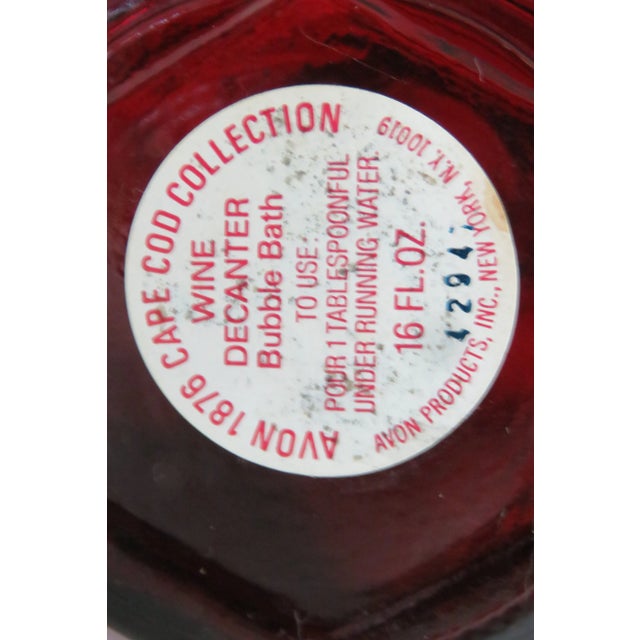 AVON 1876 CAPE COD COLLECTION
WINE
DECANTER
Bubble Bath
TO USE:
POUR 1 TABLESPOONFUL
UNDER RUNNING WATER.
16 FL.OZ.
4294
AVON PRODUCTS, INC., NEW YORK, N.Y. 10019